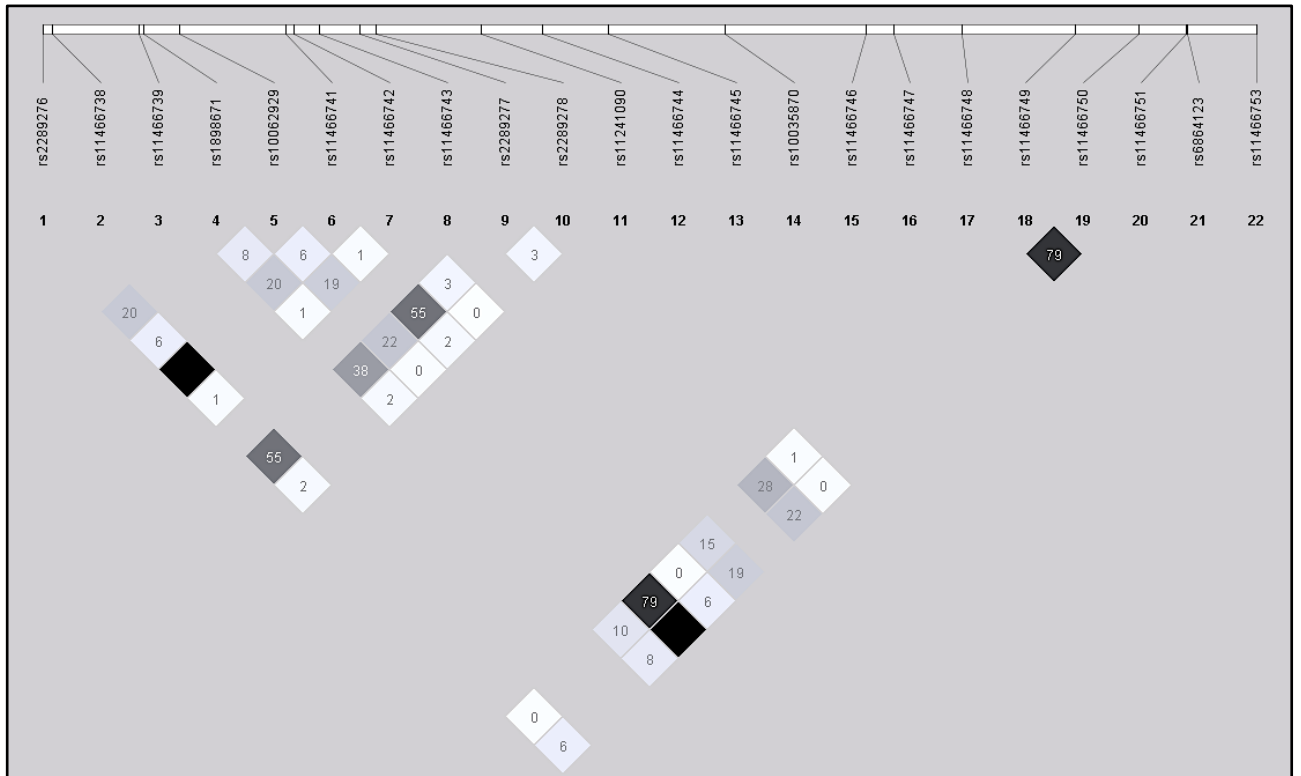 rs2289276
rs11466738
rs11466739
rs1898671
rs10062929
rs11466741
rs11466742
rs11466743
rs2289277
rs2289278
rs11241090
rs11466744
rs11466745
rs10035870
rs11466746
rs11466747
rs11466748
rs11466749
rs11466750
rs11466751
rs6864123
rs11466753
1 2 3 4 5 6 7 8 9 10 11 12 13 14 15 16 17 18 19 20 21 22
8 6 1 3 79
20 19 3
20 1 55 0
6 22 2
38 0
1 2
55 1
2 28 0
22
15
0 19
79 6
10
8
0
6